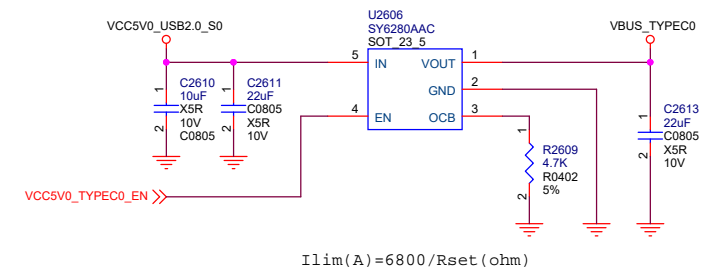 VCC5V0_USB2.0_S0
U2606
SY6280AAC
SOT_23_5
VBUS_TYPEC0
5
IN
VOUT
1
GND
2
4
EN
OCB
3
1
C2610
10uF
X5R
10V
C0805
2
1
C2611
22uF
C0805
X5R
10V
2
1
C2613
22uF
C0805
X5R
10V
2
1
R2609
4.7K
R0402
5%
2
VCC5V0_TYPEC0_EN
Ilim(A)=6800/Rset(ohm)